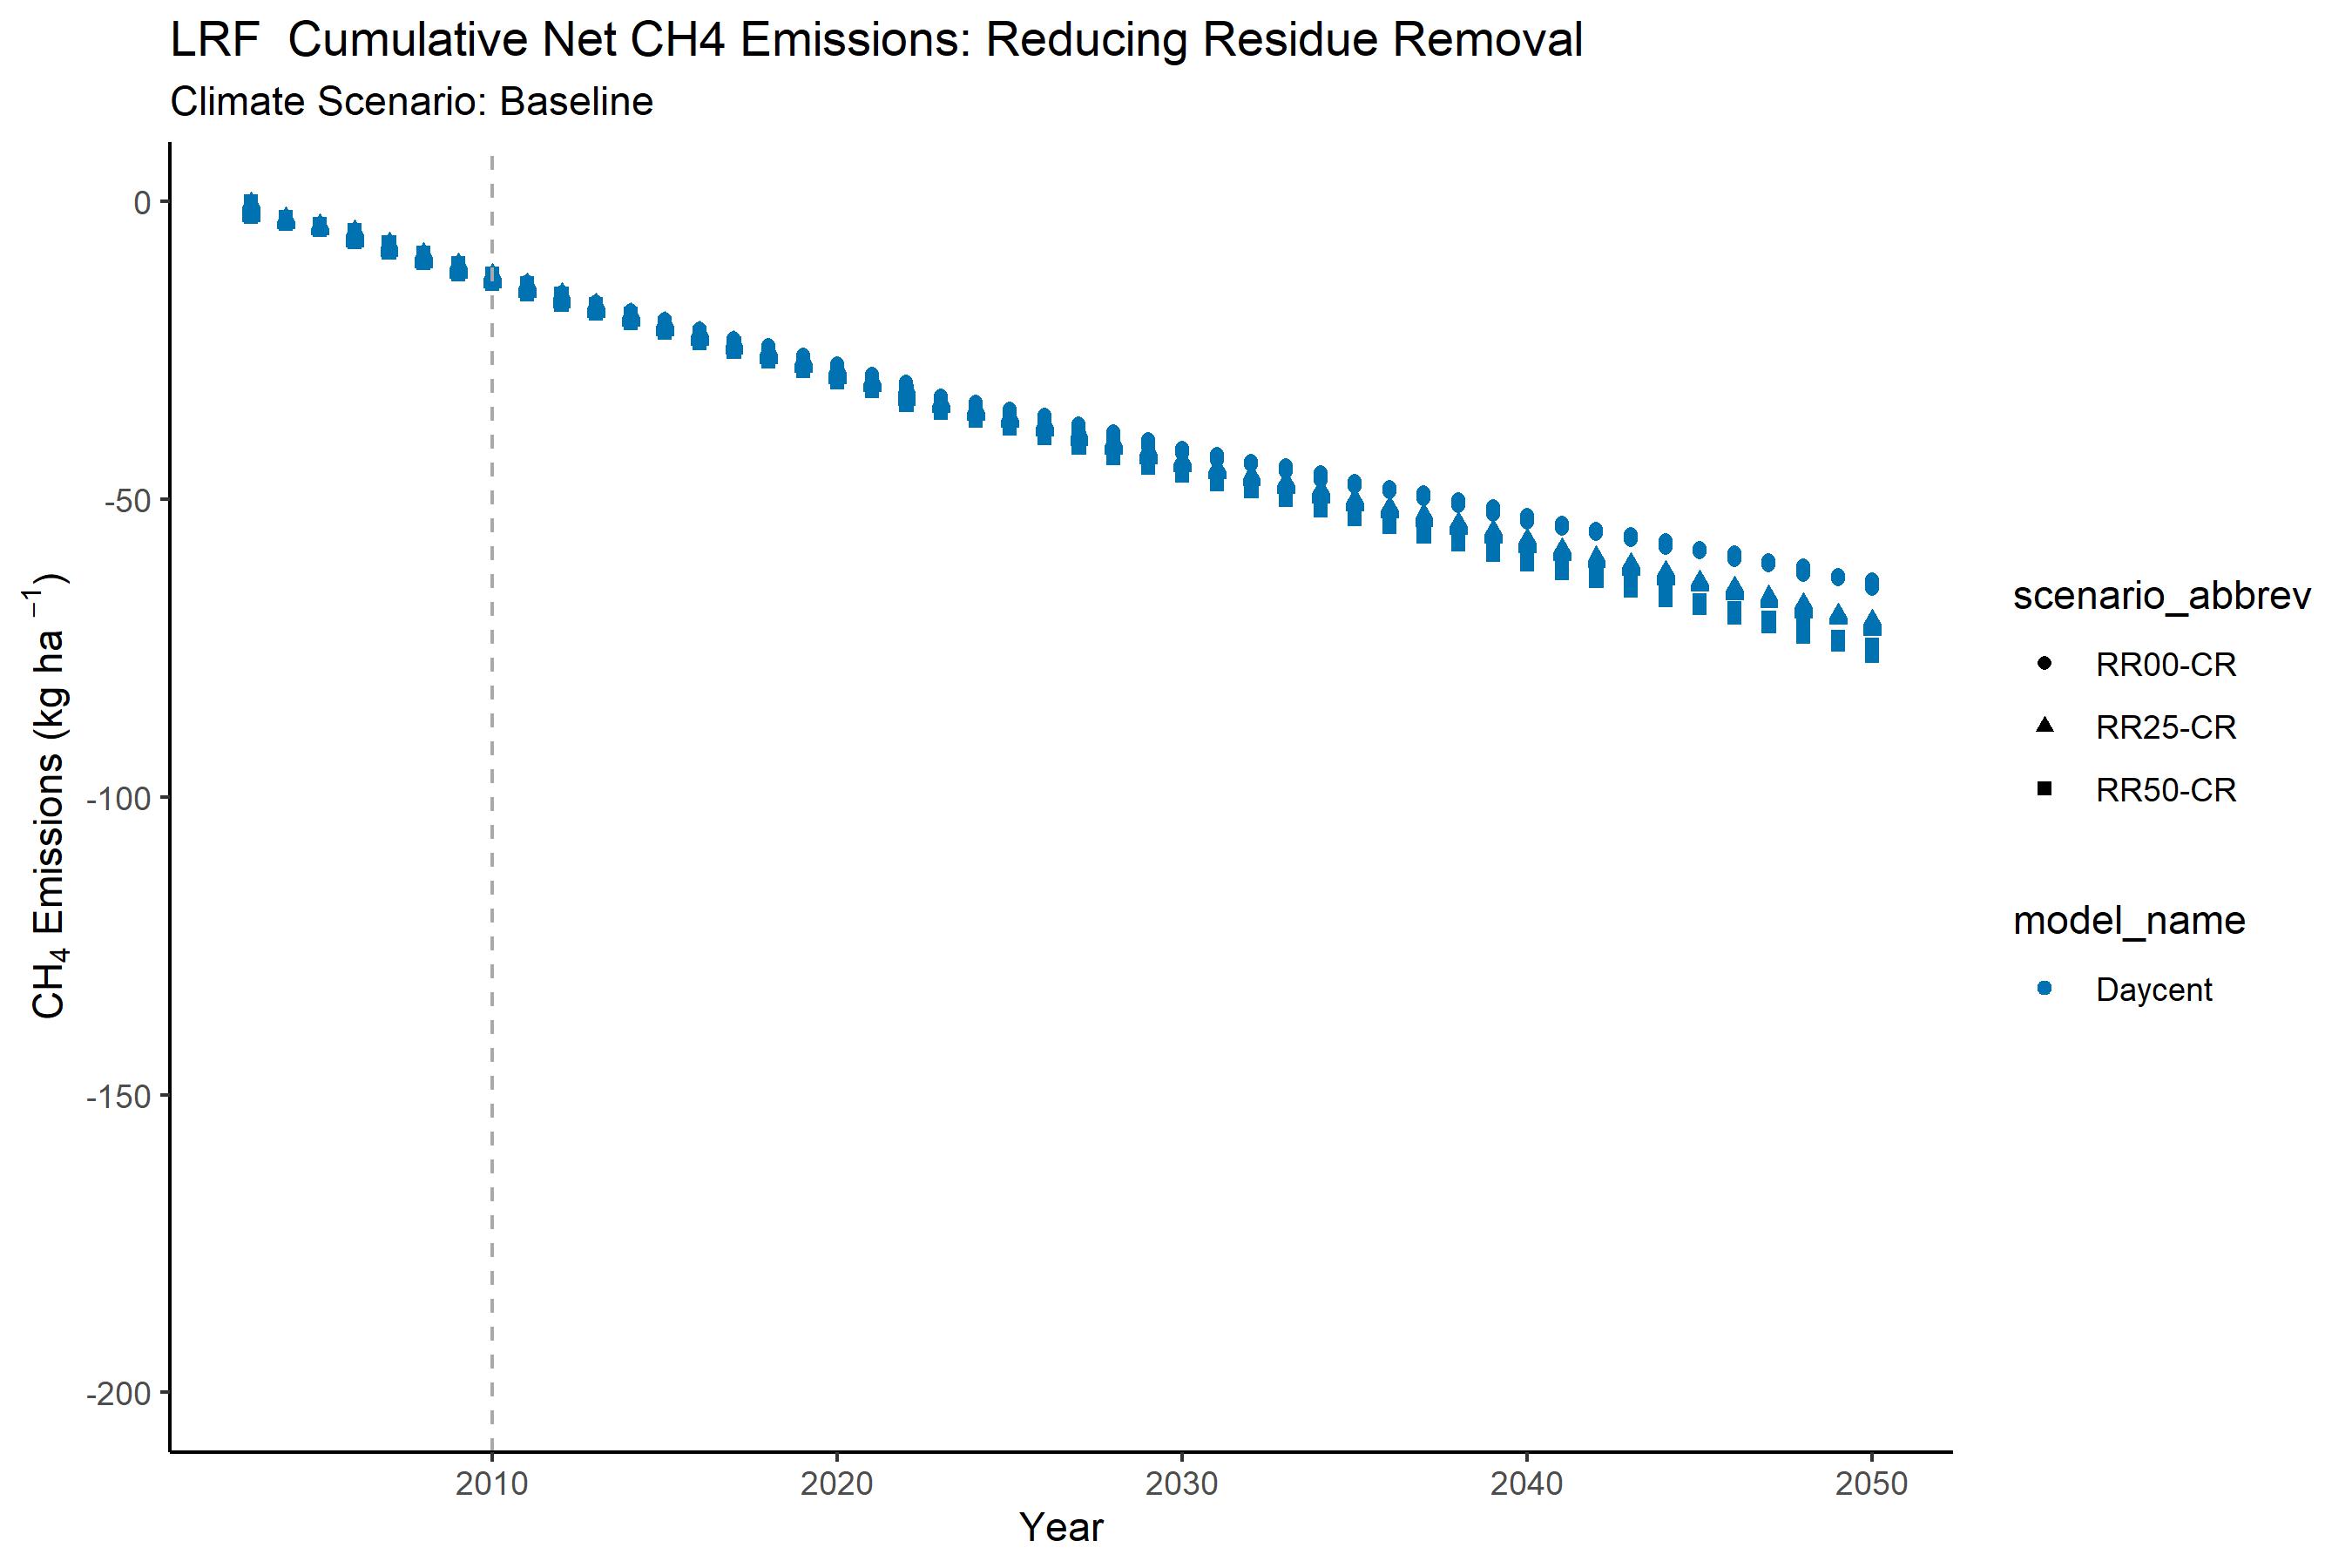 LRF  Cumulative Net CH4 Emissions: Reducing Residue Removal
Climate Scenario: Baseline
CH₄ Emissions (kg ha ⁻¹)
0
-50
-100
-150
-200
2010
2020
2030
2040
2050
Year
scenario_abbrev
RR00-CR
RR25-CR
RR50-CR
model_name
Daycent